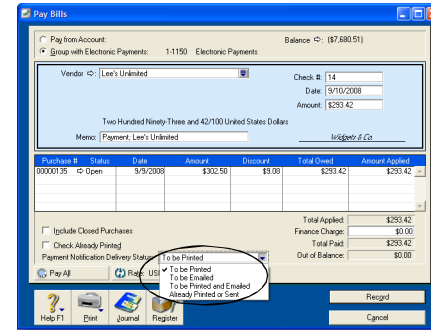 Pay Bills
Pay from Account:
Balance ⇨: ($7,680.51)
Group with Electronic Payments: 1-1150 Electronic Payments
Vendor ⇨: Lee's Unlimited
Check #: 14
Date: 9/10/2008
Amount: $293.42
Two Hundred Ninety-Three and 42/100 United States Dollars
Memo: Payment; Lee's Unlimited
Widgets & Co.
Purchase # Status Date Amount Discount Total Owed Amount Applied
00000135 ⇨ Open 9/9/2008 $302.50 $9.08 $293.42 $293.42
Total Applied: $293.42
Include Closed Purchases
Finance Charge: $0.00
Check Already Printed
Total Paid: $293.42
Payment Notification Delivery Status: To be Printed
Out of Balance: $0.00
✓ To be Printed
To be Emailed
To be Printed and Emailed
Already Printed or Sent
Pay All
Rate: US
Help F1
Print
Journal
Register
Record
Cancel